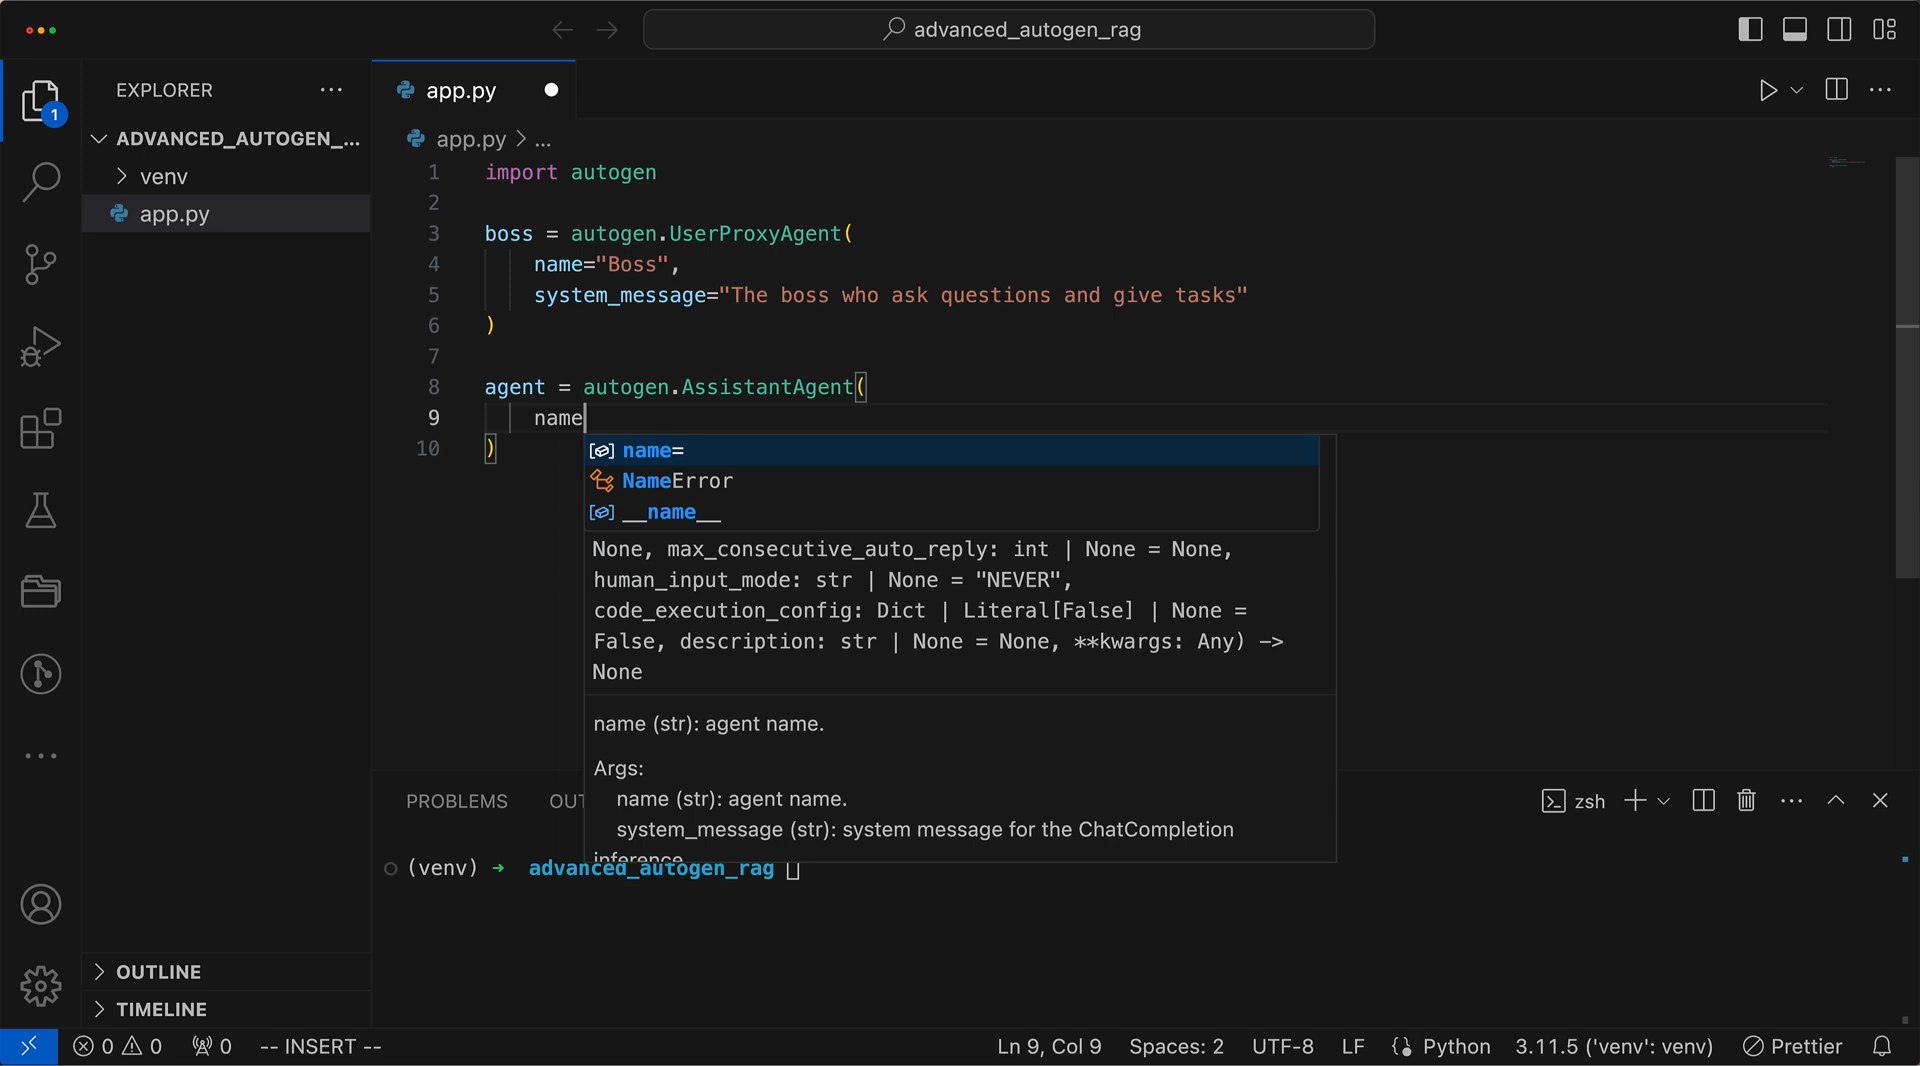 advanced_autogen_rag
1
EXPLORER
ADVANCED_AUTOGEN_...
venv
app.py
app.py
app.py > ...
1 import autogen
2
3 boss = autogen.UserProxyAgent(
4 name="Boss",
5 system_message="The boss who ask questions and give tasks"
6 )
7
8 agent = autogen.AssistantAgent(
9 name
10 )
name=
NameError
__name__
None, max_consecutive_auto_reply: int | None = None,
human_input_mode: str | None = "NEVER",
code_execution_config: Dict | Literal[False] | None =
False, description: str | None = None, **kwargs: Any) ->
None
name (str): agent name.
Args:
name (str): agent name.
system_message (str): system message for the ChatCompletion
inference
PROBLEMS OUT
zsh
(venv) → advanced_autogen_rag
OUTLINE
TIMELINE
0 0 0 -- INSERT -- Ln 9, Col 9 Spaces: 2 UTF-8 LF Python 3.11.5 ('venv': venv) Prettier